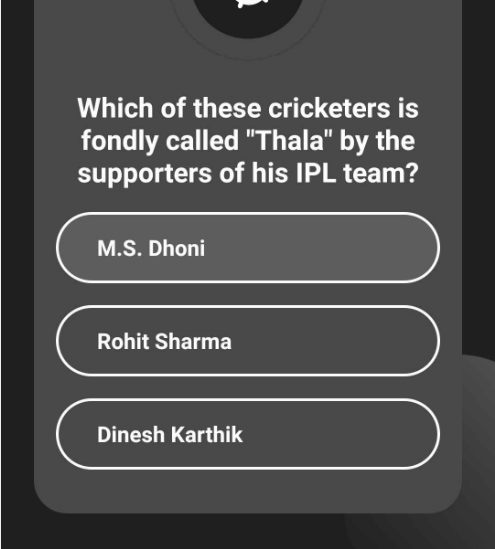 Which of these cricketers is
fondly called "Thala" by the
supporters of his IPL team?
M.S. Dhoni
Rohit Sharma
Dinesh Karthik